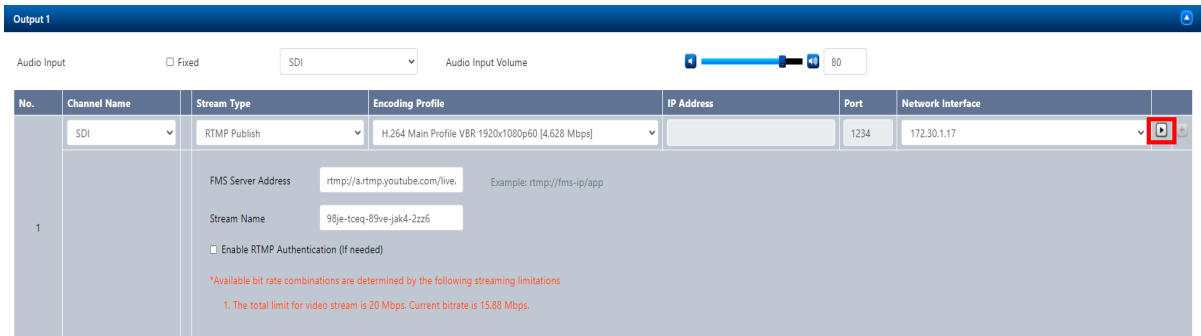 Output 1
Audio Input Fixed SDI Audio Input Volume 80
No. Channel Name Stream Type Encoding Profile IP Address Port Network Interface
SDI RTMP Publish H.264 Main Profile VBR 1920x1080p60 [4.628 Mbps] 1234 172.30.1.17
FMS Server Address rtmp://a.rtmp.youtube.com/live2 Example: rtmp://fms-ip/app
Stream Name 98je-tceq-89ve-jak4-2zz6
1
Enable RTMP Authentication (If needed)
*Available bit rate combinations are determined by the following streaming limitations
1. The total limit for video stream is 20 Mbps. Current bitrate is 15.88 Mbps.